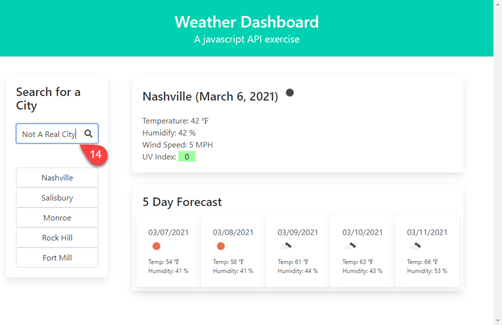 Weather Dashboard
A javascript API exercise
Search for a
City
Not A Real City
14
Nashville
Salisbury
Monroe
Rock Hill
Fort Mill
Nashville (March 6, 2021)
Temperature: 42 °F
Humidify: 42 %
Wind Speed: 5 MPH
UV Index: 0
5 Day Forecast
03/07/2021
Temp: 54 °F
Humidity: 41 %
03/08/2021
Temp: 58 °F
Humidity: 41 %
03/09/2021
Temp: 61 °F
Humidity: 44 %
03/10/2021
Temp: 63 °F
Humidity: 43 %
03/11/2021
Temp: 66 °F
Humidity: 53 %